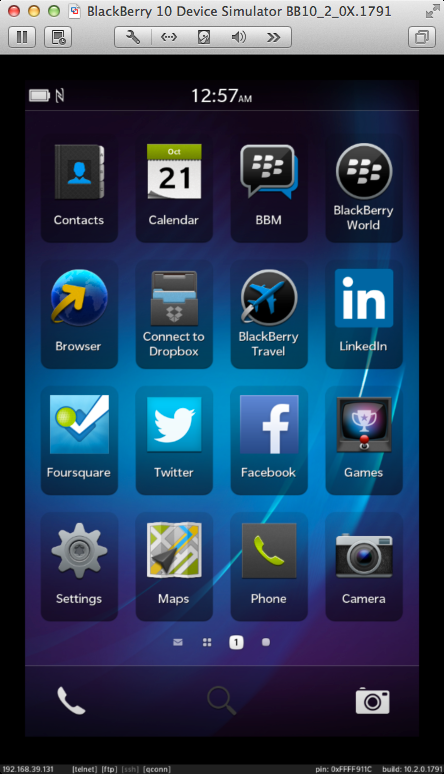 BlackBerry 10 Device Simulator BB10_2_0X.1791
12:57AM
Contacts
Oct
21
Calendar
BBM
BlackBerry
World
Browser
Connect to
Dropbox
BlackBerry
Travel
in
LinkedIn
Foursquare
Twitter
f
Facebook
Games
Settings
Maps
Phone
Camera
1
192.168.39.131 [telnet] [ftp] [ssh] [qconn] pin: 0xFFFF911C build: 10.2.0.1791